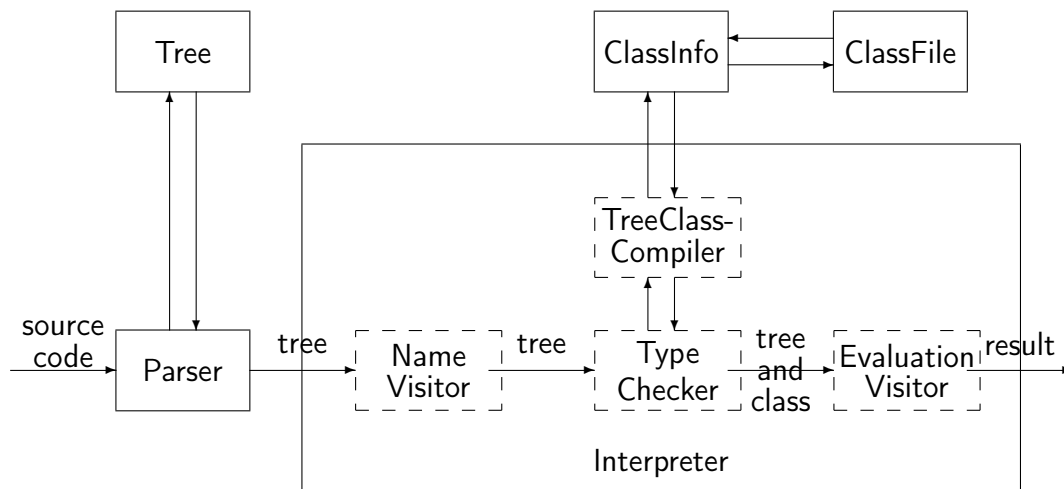 Tree
ClassInfo
ClassFile
TreeClass-
Compiler
source
code
Parser
tree
Name
Visitor
tree
Type
Checker
tree
and
class
Evaluation
Visitor
result
Interpreter